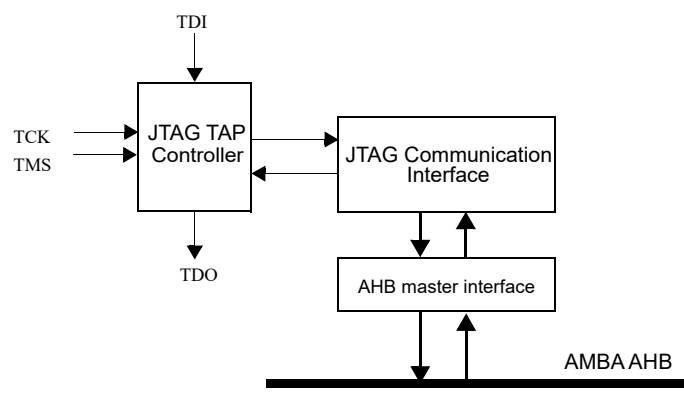 TDI
TCK
TMS
JTAG TAP
Controller
JTAG Communication
Interface
TDO
AHB master interface
AMBA AHB